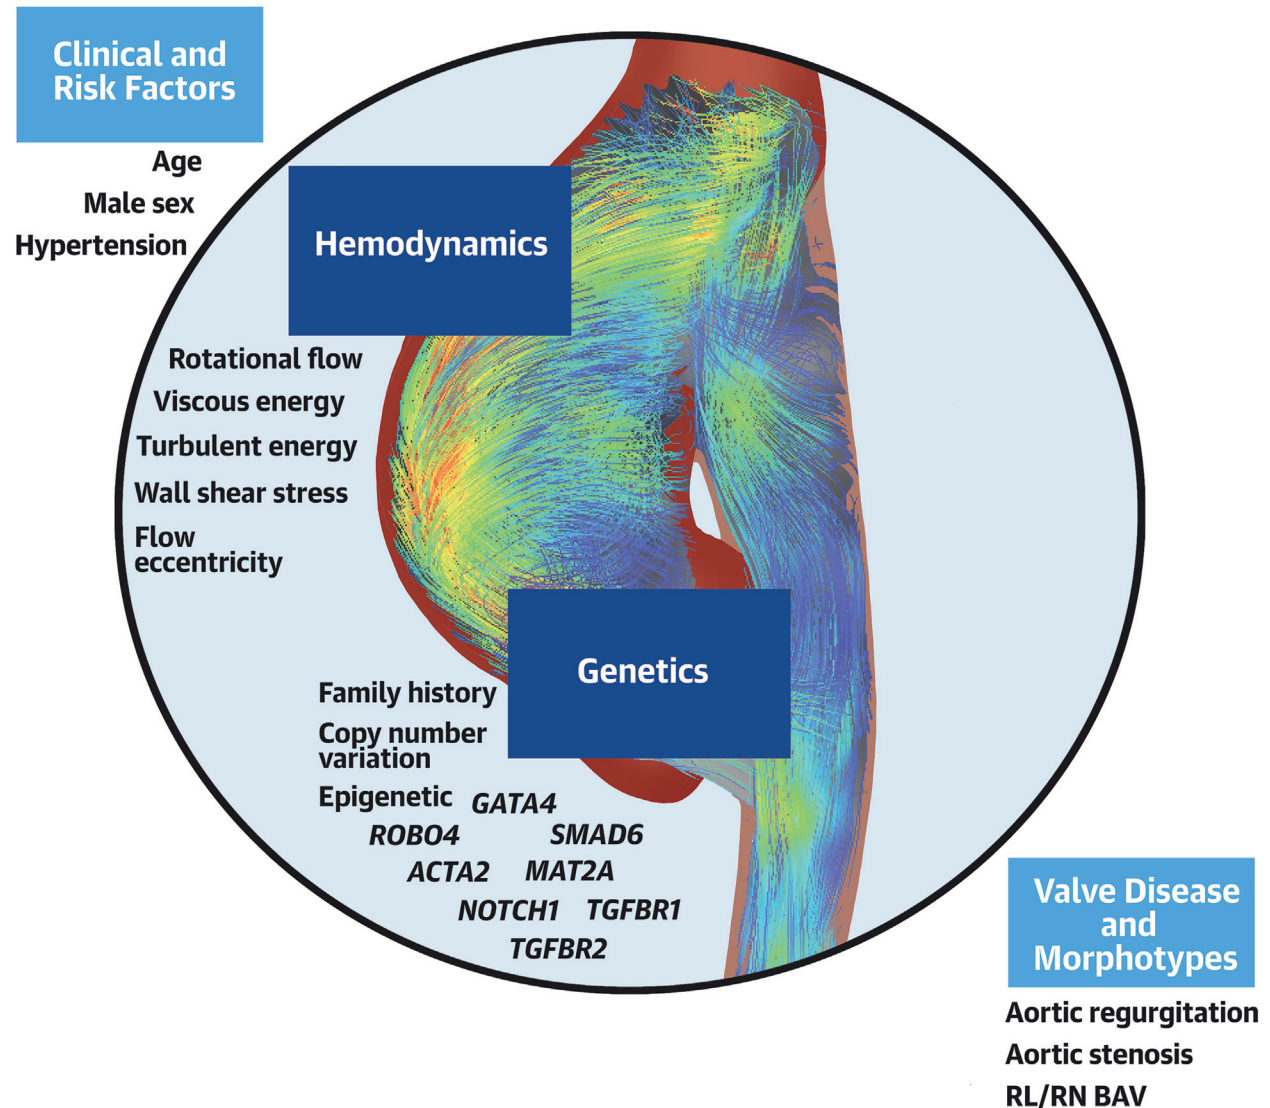 Clinical and
Risk Factors
Age
Male sex
Hypertension
Hemodynamics
Rotational flow
Viscous energy
Turbulent energy
Wall shear stress
Flow
eccentricity
Genetics
Family history
Copy number
variation
Epigenetic GATA4
ROBO4 SMAD6
ACTA2 MAT2A
NOTCH1 TGFBR1
TGFBR2
Valve Disease
and
Morphotypes
Aortic regurgitation
Aortic stenosis
RL/RN BAV